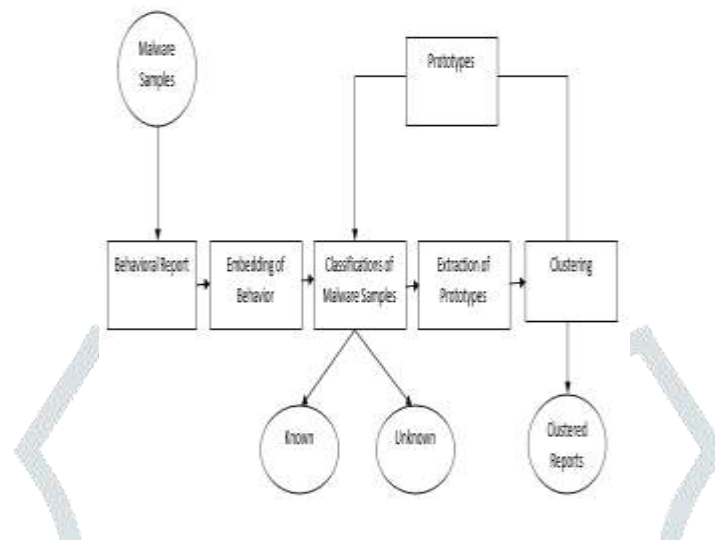 Malware
Samples
Prototypes
Behavioral Report
Embedding of
Behavior
Classifications of
Malware Samples
Extraction of
Prototypes
Clustering
Known
Unknown
Clustered
Reports